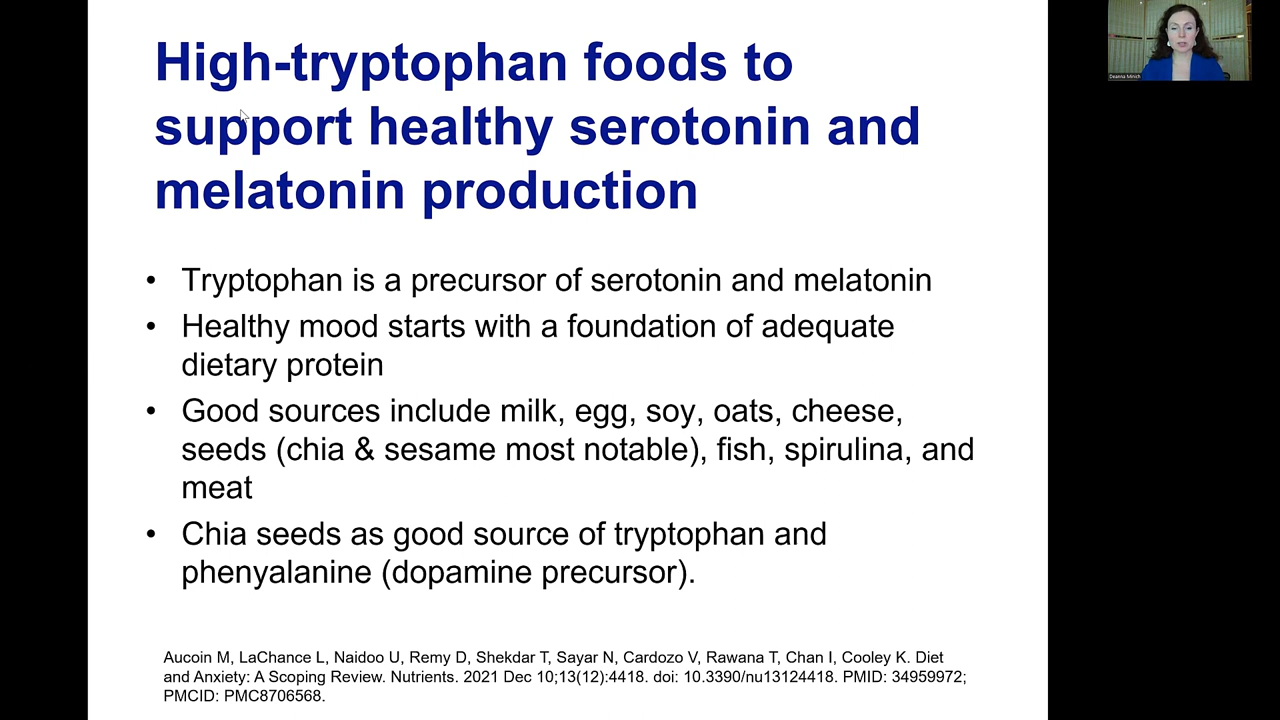 High-tryptophan foods to
support healthy serotonin and
melatonin production
• Tryptophan is a precursor of serotonin and melatonin
• Healthy mood starts with a foundation of adequate
dietary protein
• Good sources include milk, egg, soy, oats, cheese,
seeds (chia & sesame most notable), fish, spirulina, and
meat
• Chia seeds as good source of tryptophan and
phenyalanine (dopamine precursor).
Aucoin M, LaChance L, Naidoo U, Remy D, Shekdar T, Sayar N, Cardozo V, Rawana T, Chan I, Cooley K. Diet
and Anxiety: A Scoping Review. Nutrients. 2021 Dec 10;13(12):4418. doi: 10.3390/nu13124418. PMID: 34959972;
PMCID: PMC8706568.
Deanna Minich